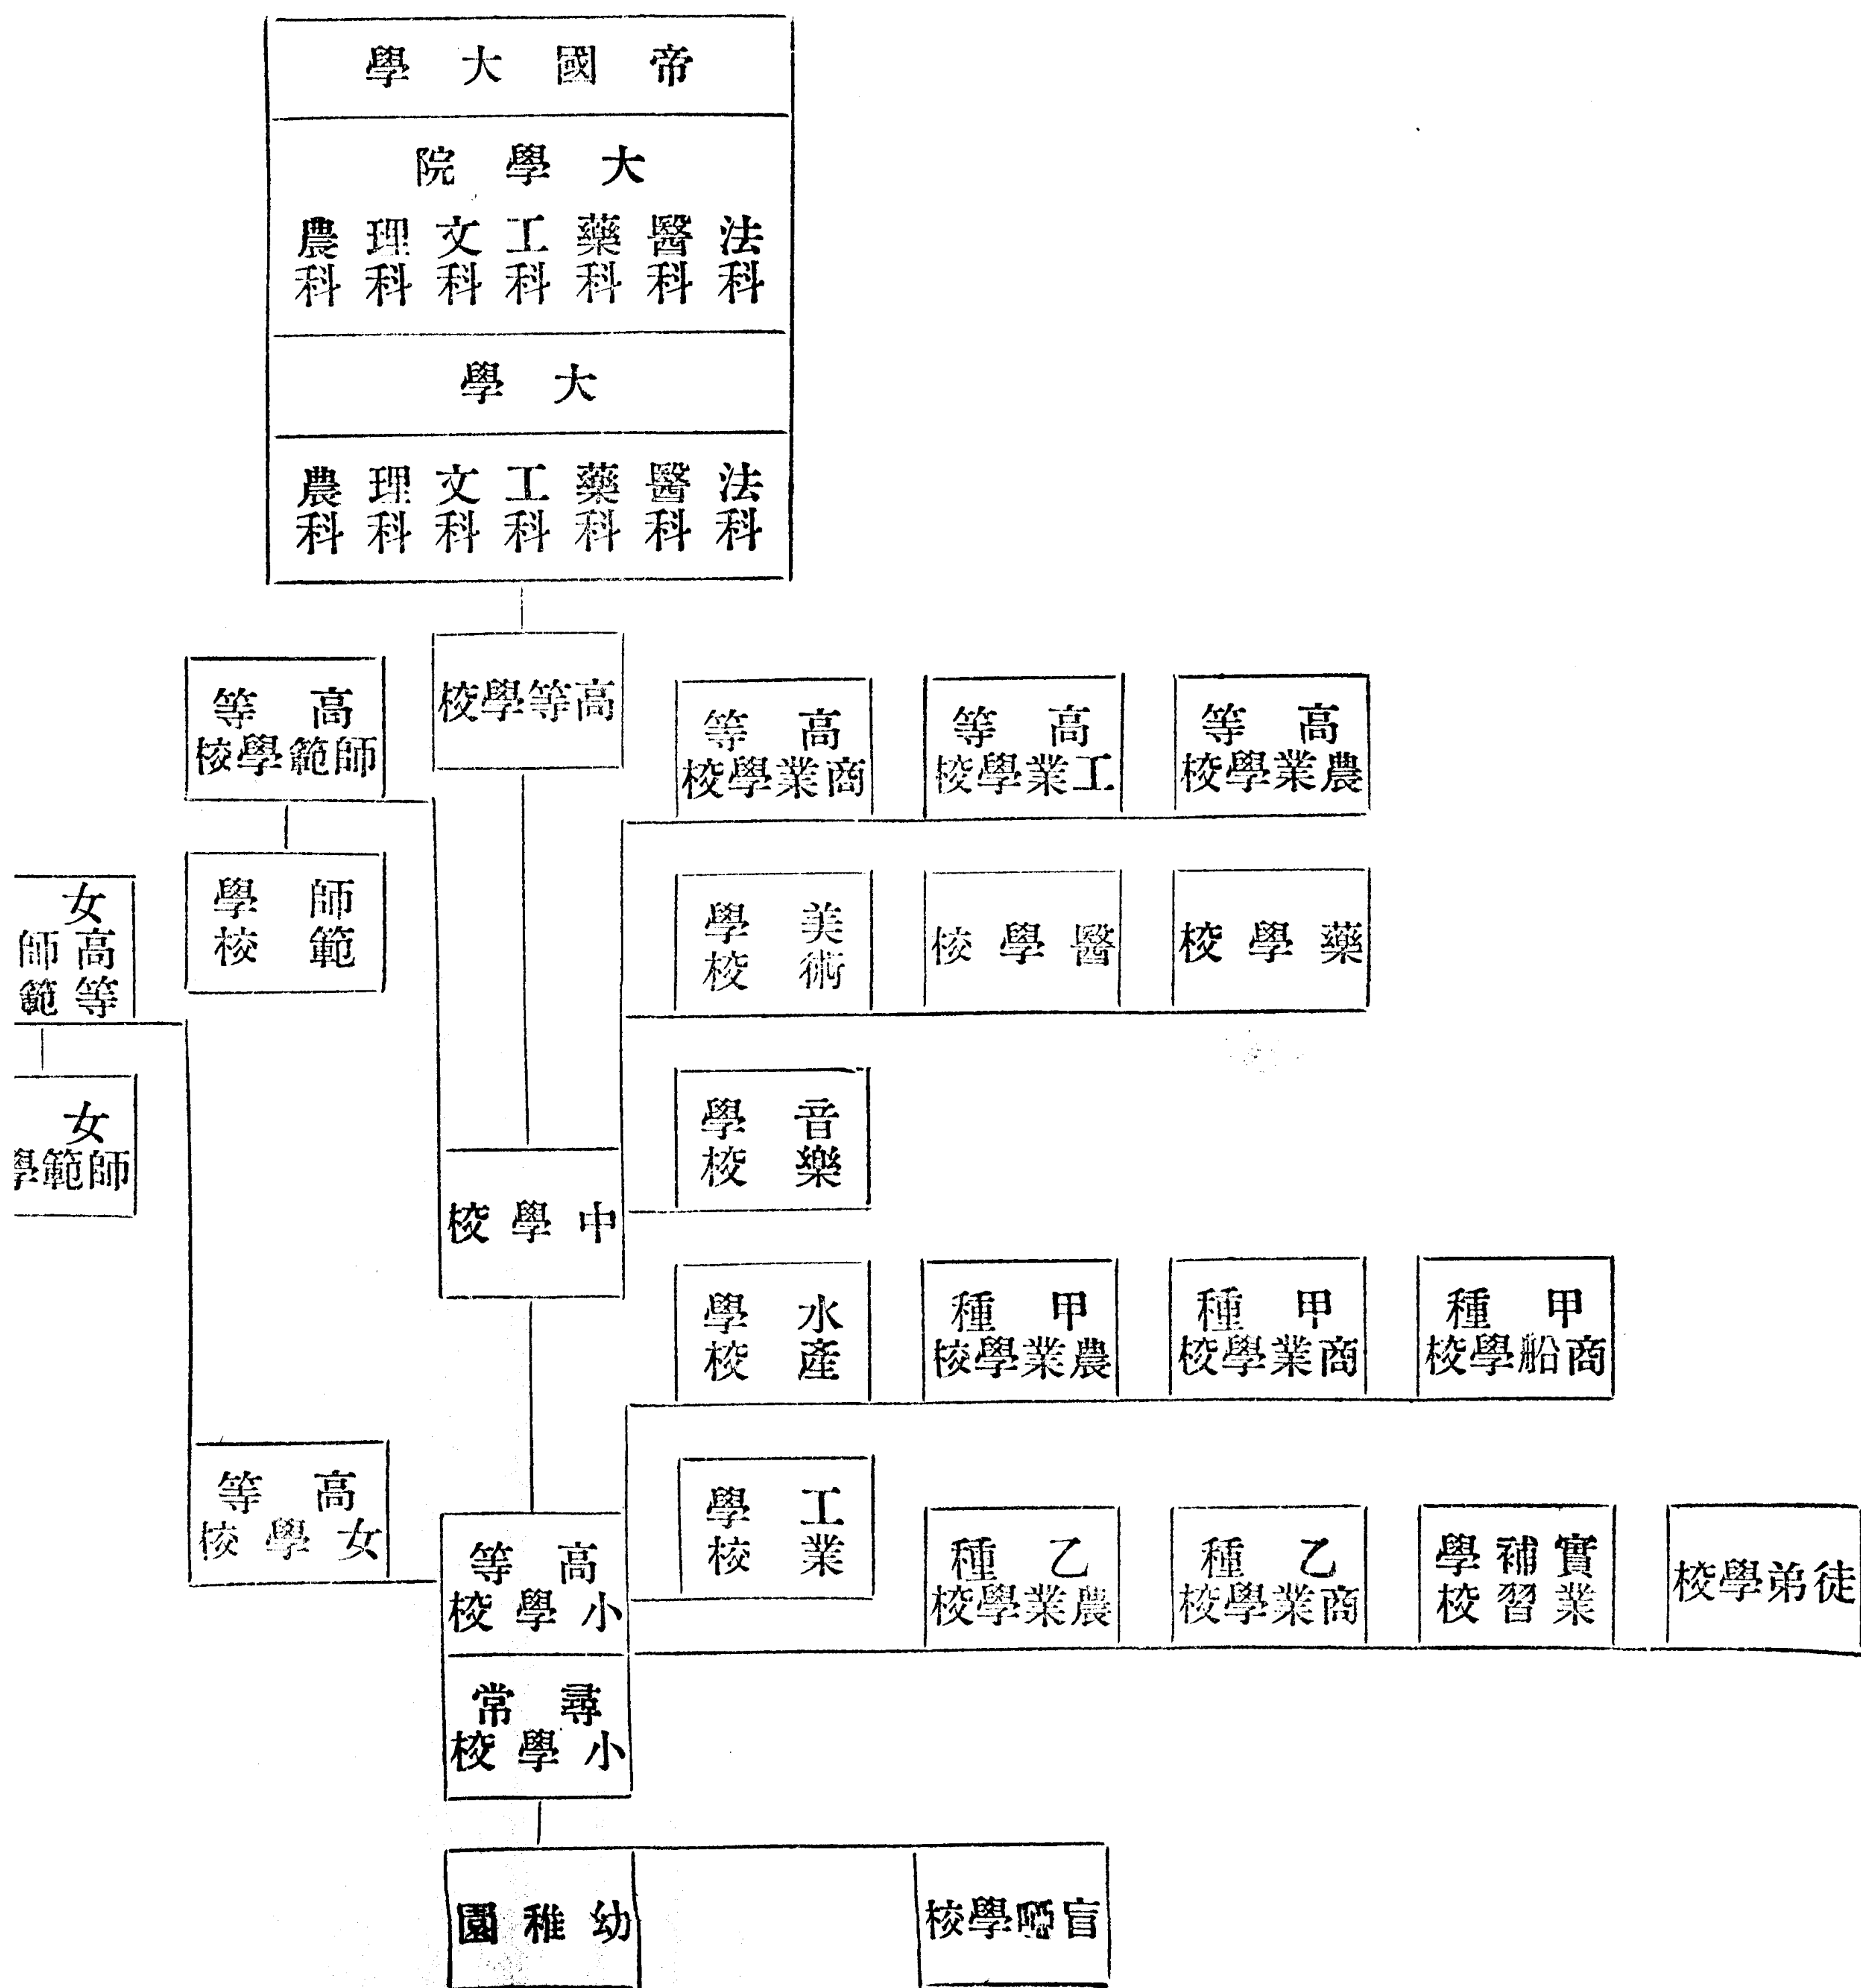 帝國大學
大學院
法科 醫科 藥科 工科 文科 理科 農科
大學
法科 醫科 藥科 工科 文科 理科 農科
高等學校
高等
師範學校
師範
學校
女
高等
師範
女
師範學
高等
農業學校
高等
工業學校
高等
商業學校
藥學校
醫學校
美術
學校
音樂
學校
中學校
甲種
商船學校
甲種
商業學校
甲種
農業學校
水產
學校
工業
學校
高等
女學校
高等
小學校
徒弟學校
實業
補習
學校
乙種
商業學校
乙種
農業學校
尋常
小學校
盲啞學校
幼稚園